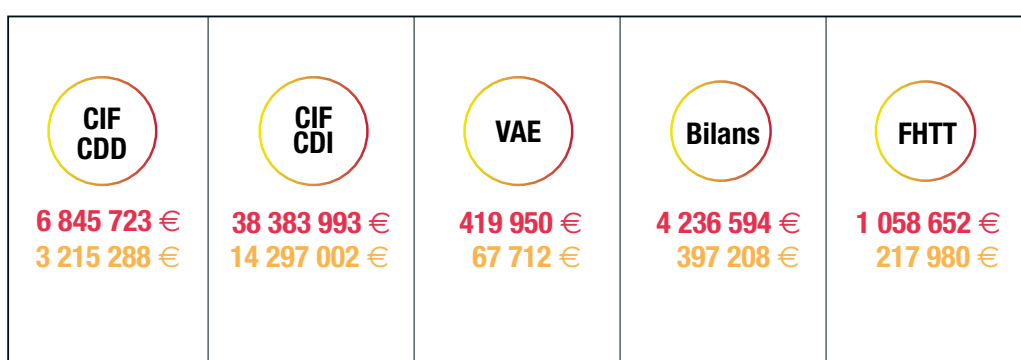 CIF
CDD
6 845 723 €
3 215 288 €
CIF
CDI
38 383 993 €
14 297 002 €
VAE
419 950 €
67 712 €
Bilans
4 236 594 €
397 208 €
FHTT
1 058 652 €
217 980 €